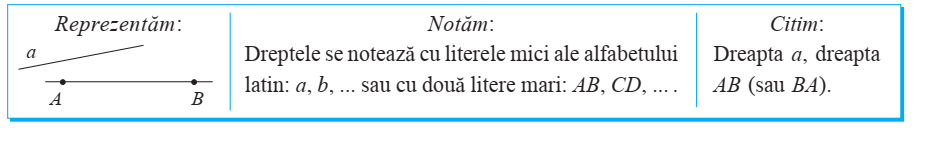 Reprezentăm:
a
A B
Notăm:
Dreptele se notează cu literele mici ale alfabetului
latin: a, b, ... sau cu două litere mari: AB, CD, ... .
Citim:
Dreapta a, dreapta
AB (sau BA).